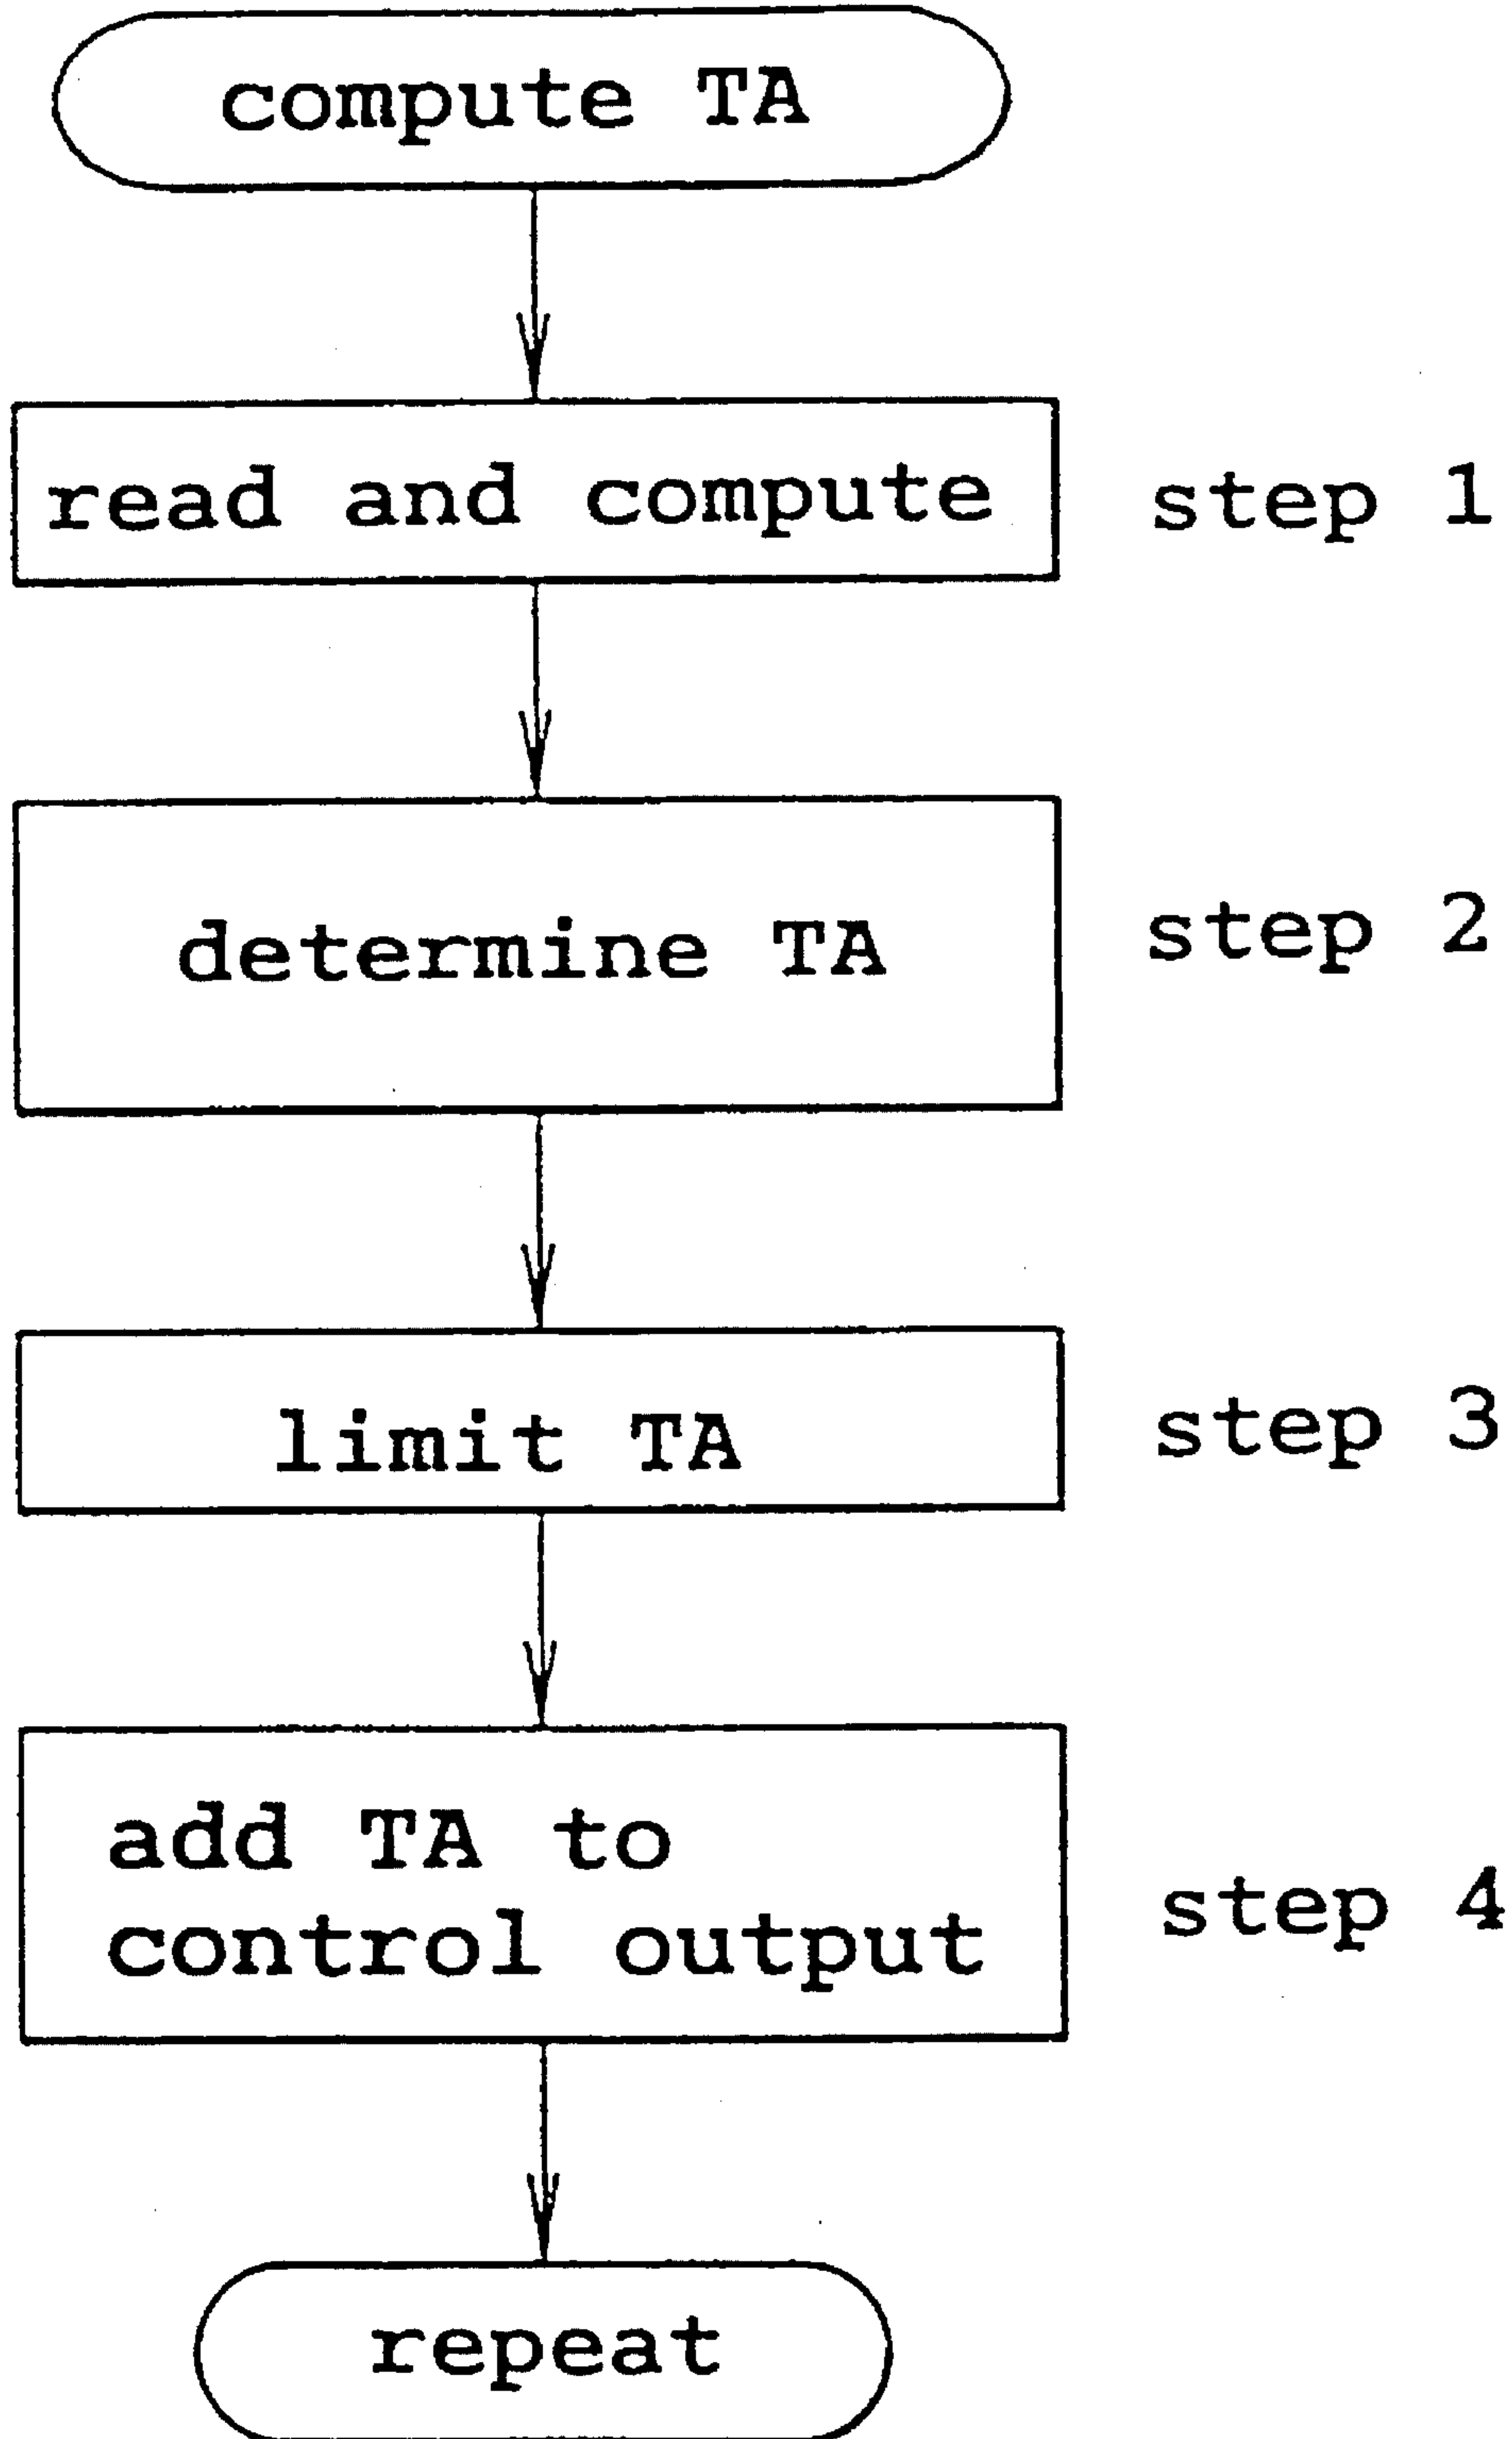 compute TA
read and compute step 1
determine TA step 2
limit TA step 3
add TA to
control output step 4
repeat